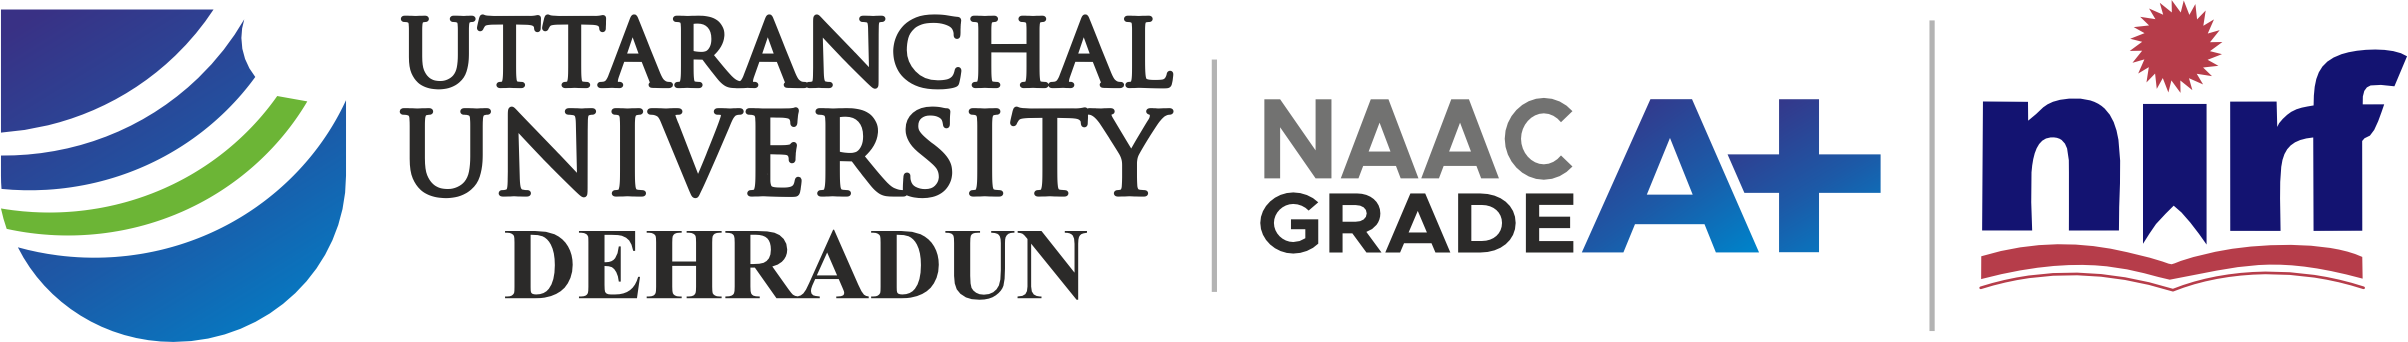 UTTARANCHAL
UNIVERSITY
DEHRADUN
NAAC
GRADE
A+
nirf